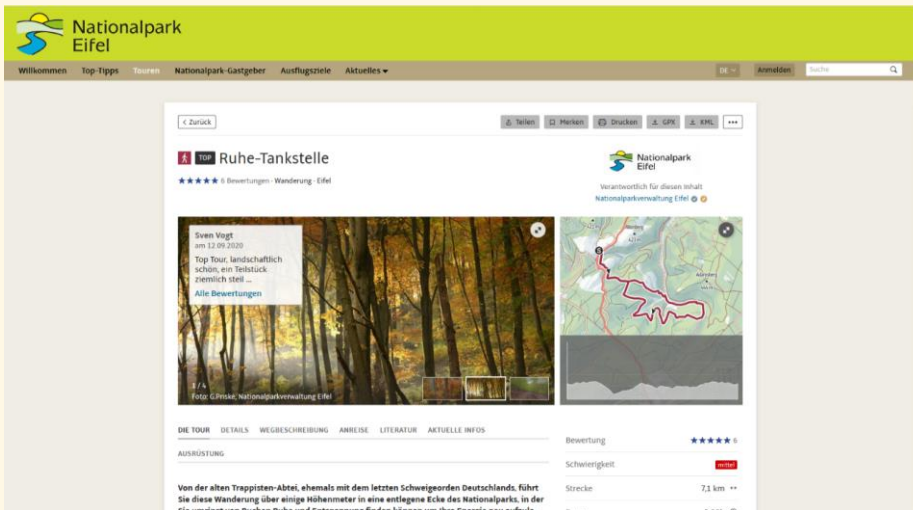 Nationalpark
Eifel
Willkommen Top-Tipps Touren Nationalpark-Gastgeber Ausflugsziele Aktuelles DE Anmelden Suche
< Zurück Teilen Merken Drucken GPX KML •••
TOP Ruhe-Tankstelle
6 Bewertungen · Wanderung · Eifel
Nationalpark
Eifel
Verantwortlich für diesen Inhalt
Nationalparkverwaltung Eifel
Sven Vogt
am 12.09.2020
Top Tour, landschaftlich
schön, ein Teilstück
ziemlich steil ...
Alle Bewertungen
1 / 4
Foto: G.Priske, Nationalparkverwaltung Eifel
S
DIE TOUR DETAILS WEGBESCHREIBUNG ANREISE LITERATUR AKTUELLE INFOS
AUSRÜSTUNG
Bewertung 6
Schwierigkeit mittel
Strecke 7,1 km
Von der alten Trappisten-Abtei, ehemals mit dem letzten Schweigeorden Deutschlands, führt
Sie diese Wanderung über einige Höhenmeter in eine entlegene Ecke des Nationalparks, in der